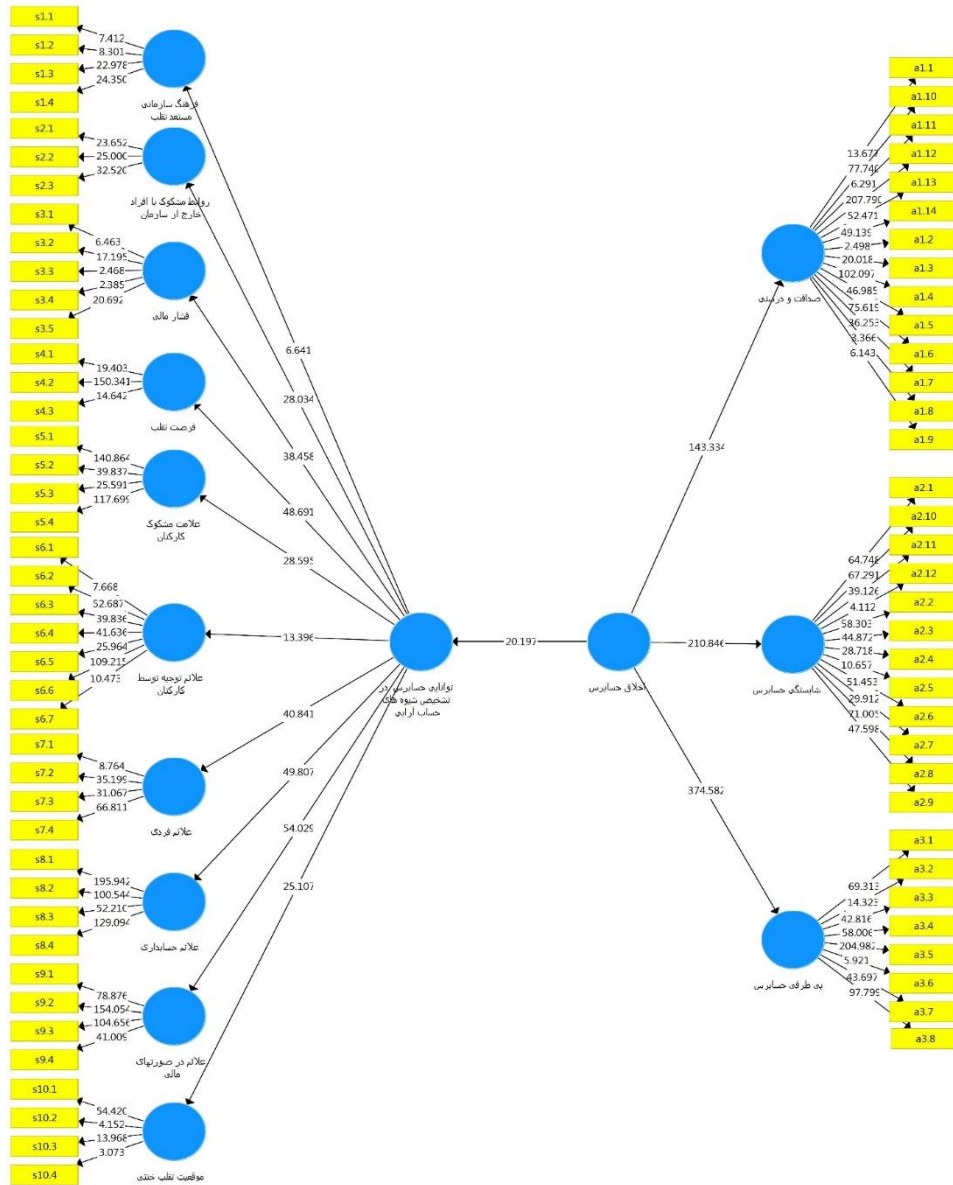 s1.1
s1.2
s1.3
s1.4
7.412
8.301
22.978
24.350
فرهنگ سازمانی
مستعد تقلب
s2.1
s2.2
s2.3
23.652
25.000
32.520
روابط مشکوک با افراد
خارج از سازمان
s3.1
s3.2
s3.3
s3.4
s3.5
6.463
17.195
2.468
2.385
20.692
فشار مالی
s4.1
s4.2
s4.3
19.403
150.341
14.642
فرصت تقلب
s5.1
s5.2
s5.3
s5.4
140.864
39.837
25.591
117.699
علامت مشکوک
کارکنان
s6.1
s6.2
s6.3
s6.4
s6.5
s6.6
s6.7
7.668
52.687
39.836
41.636
25.964
109.215
10.473
علائم توجیه توسط
کارکنان
s7.1
s7.2
s7.3
s7.4
8.764
35.199
31.067
66.811
علائم فردی
s8.1
s8.2
s8.3
s8.4
195.942
100.544
52.210
129.094
علائم حسابداری
s9.1
s9.2
s9.3
s9.4
78.876
154.054
104.656
41.009
علائم در صورتهای
مالی
s10.1
s10.2
s10.3
s10.4
54.420
4.152
13.968
3.073
موقعیت تقلب خنثی
6.641
28.034
38.458
48.691
28.595
13.396
40.841
49.807
54.029
25.107
توانایی حسابرس در
تشخیص شیوه های
حساب آرایی
20.197
اخلاق حسابرس
143.334
210.846
374.582
a1.1
a1.10
a1.11
a1.12
a1.13
a1.14
a1.2
a1.3
a1.4
a1.5
a1.6
a1.7
a1.8
a1.9
13.677
77.740
6.291
207.790
52.471
49.139
2.498
20.018
102.097
46.985
75.619
36.253
3.366
6.143
صداقت و درستی
a2.1
a2.10
a2.11
a2.12
a2.2
a2.3
a2.4
a2.5
a2.6
a2.7
a2.8
a2.9
64.748
67.291
39.126
4.112
58.303
44.872
28.718
10.657
51.453
29.912
71.005
47.598
شایستگی حسابرس
a3.1
a3.2
a3.3
a3.4
a3.5
a3.6
a3.7
a3.8
69.313
14.323
42.816
58.006
204.982
5.921
43.697
97.799
بی طرفی حسابرس